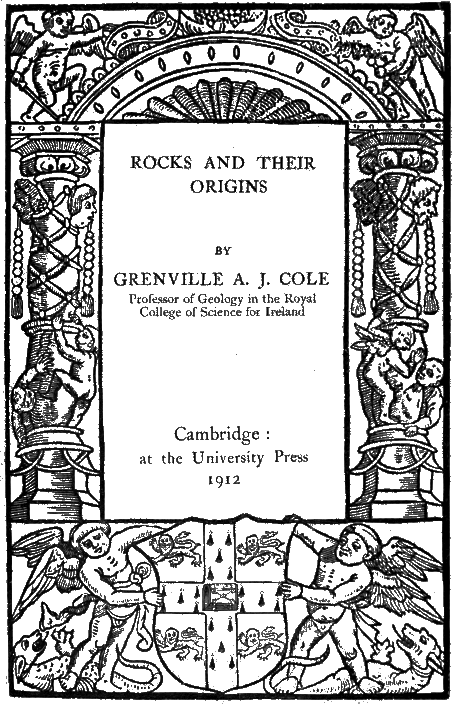 ROCKS AND THEIR
ORIGINS
BY
GRENVILLE A. J. COLE
Professor of Geology in the Royal
College of Science for Ireland
Cambridge :
at the University Press
1912